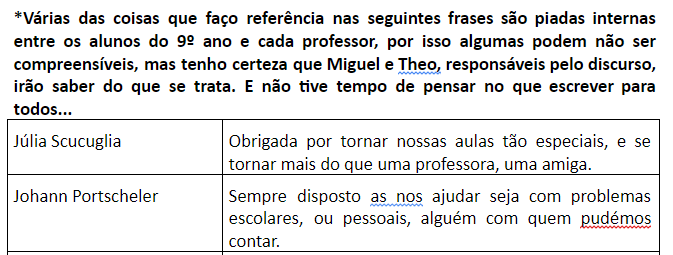 *Várias das coisas que faço referência nas seguintes frases são piadas internas
entre os alunos do 9º ano e cada professor, por isso algumas podem não ser
compreensíveis, mas tenho certeza que Miguel e Theo, responsáveis pelo discurso,
irão saber do que se trata. E não tive tempo de pensar no que escrever para
todos...
Júlia Scucuglia
Obrigada por tornar nossas aulas tão especiais, e se
tornar mais do que uma professora, uma amiga.
Johann Portscheler
Sempre disposto as nos ajudar seja com problemas
escolares, ou pessoais, alguém com quem pudémos
contar.